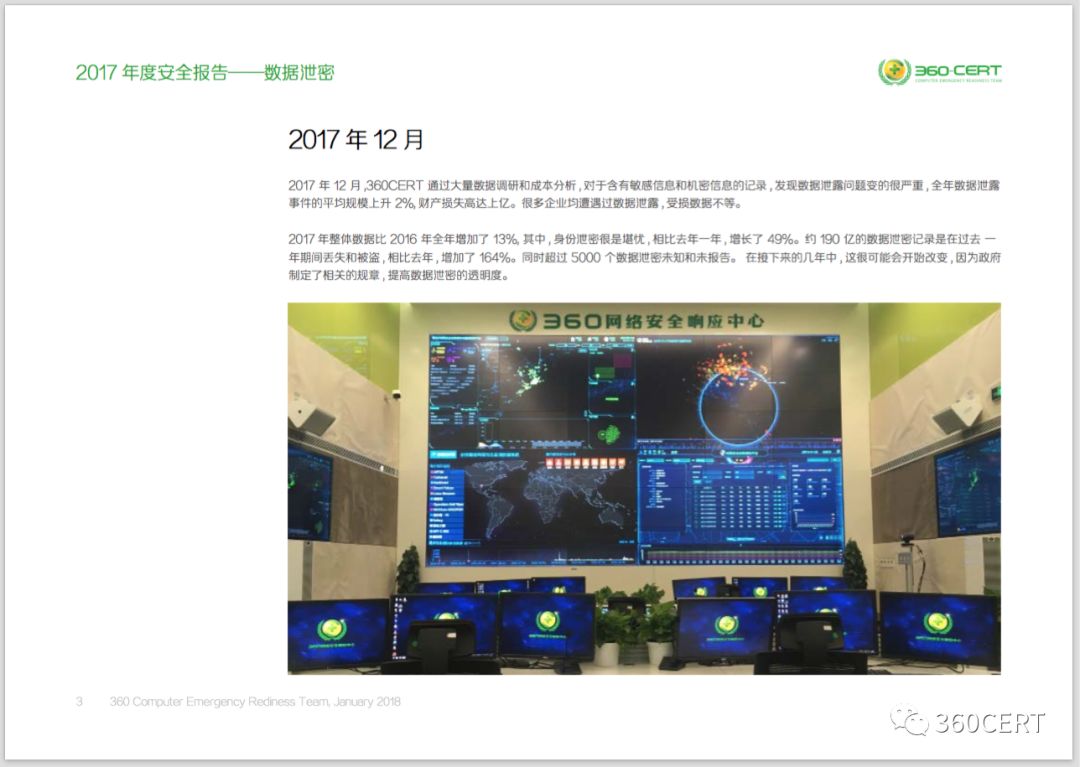 2017 年度安全报告——数据泄密
360-CERT
COMPUTER EMERGENCY READINESS TEAM
2017 年 12 月
2017 年 12 月 ,360CERT 通过大量数据调研和成本分析 , 对于含有敏感信息和机密信息的记录 , 发现数据泄露问题变的很严重 , 全年数据泄露
事件的平均规模上升 2%, 财产损失高达上亿。很多企业均遭遇过数据泄露 , 受损数据不等。
2017 年整体数据比 2016 年全年增加了 13%, 其中 , 身份泄密很是堪忧 , 相比去年一年 , 增长了 49%。约 190 亿的数据泄密记录是在过去 一
年期间丢失和被盗 , 相比去年 , 增加了 164%。同时超过 5000 个数据泄密未知和未报告。 在接下来的几年中 , 这很可能会开始改变 , 因为政府
制定了相关的规章 , 提高数据泄密的透明度。
360网络安全响应中心
3 360 Computer Emergency Rediness Team, January 2018
360CERT